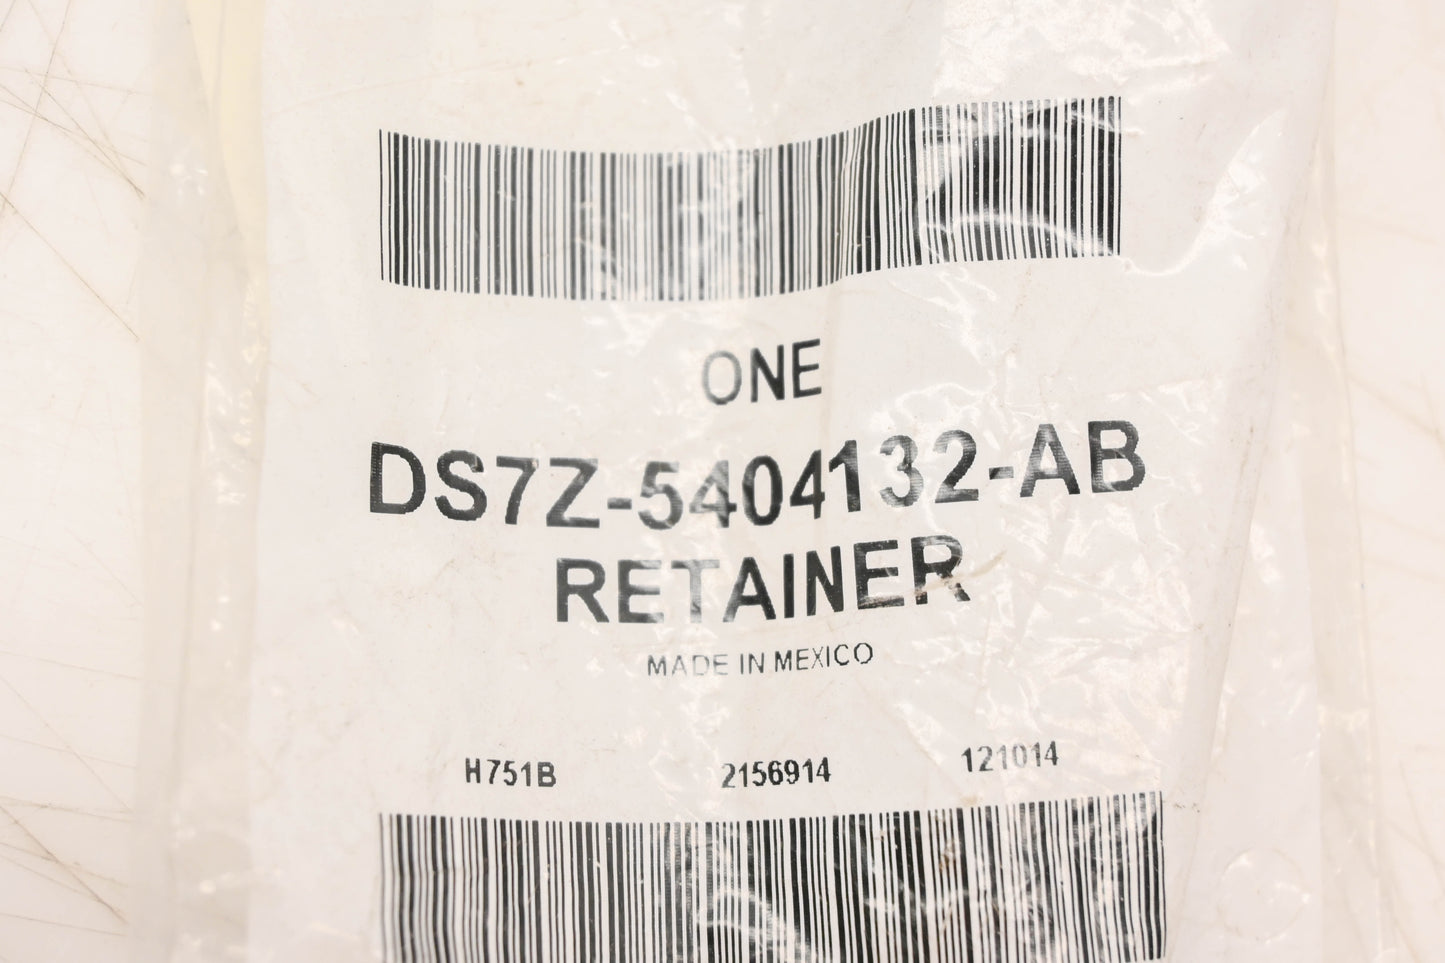 ONE
DS7Z-5404132-AB
RETAINER
MADE IN MEXICO
H751B 2156914 121014